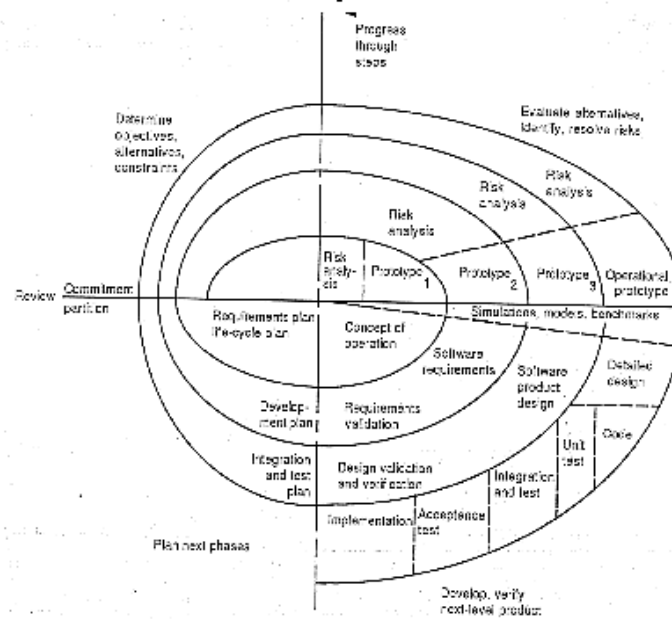 Progress
through
steps
Determine
objectives,
alternatives,
constraints
Evaluate alternatives,
identify, resolve risks
Risk
analysis
Risk
analysis
Risk
analysis
Risk
analy-
sis
Prototype
1
Prototype
2
Prototype
3
Operational
prototype
Review
Commitment
partition
Simulations, models, benchmarks
Requirements plan
life-cycle plan
Concept of
operation
Software
requirements
Software
product
design
Detailed
design
Develop-
ment plan
Requirements
validation
Unit
test
Code
Integration
and test
plan
Design validation
and verification
Integration
and test
Implementation
Acceptance
test
Plan next phases
Develop, verify
next-level product